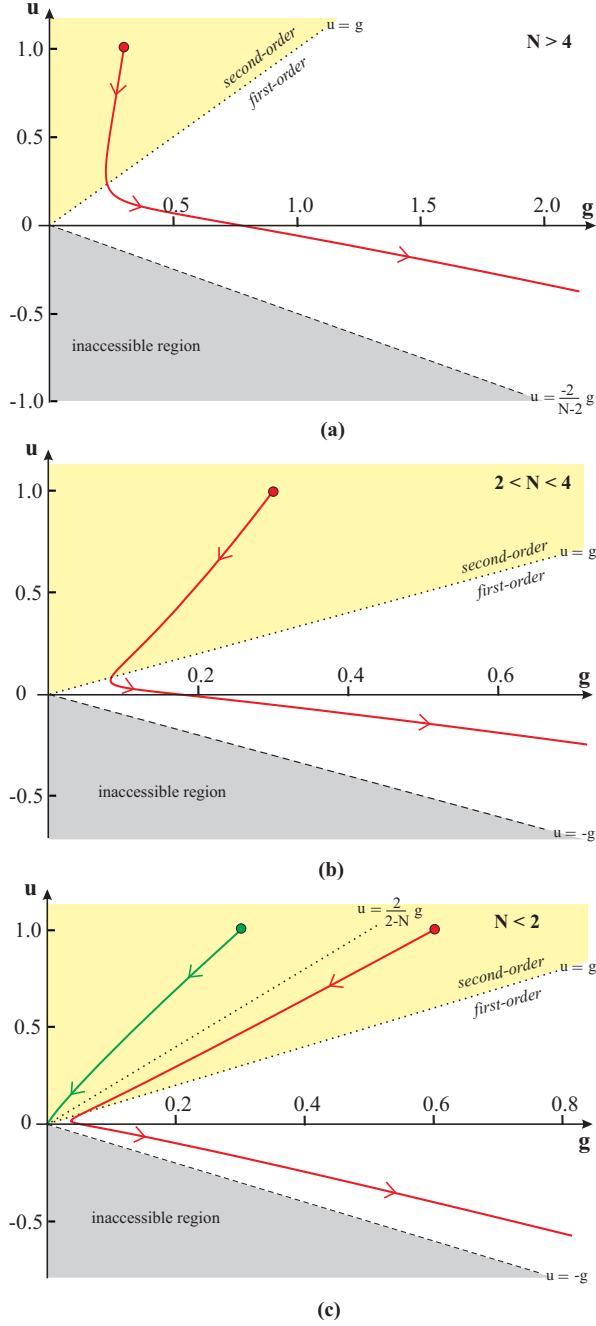 u
u = g
N > 4
1.0
second-order
first-order
0.5
0.5
1.0
1.5
2.0
g
0
-0.5
inaccessible region
-1.0
u = -2/N-2 g
(a)
u
1.0
2 < N < 4
second-order
u = g
first-order
0.5
0.2
0.4
0.6
g
0
-0.5
inaccessible region
u = -g
(b)
u
u = 2/2-N g
N < 2
1.0
second-order
u = g
first-order
0.5
0.2
0.4
0.6
0.8
0
g
-0.5
inaccessible region
u = -g
(c)